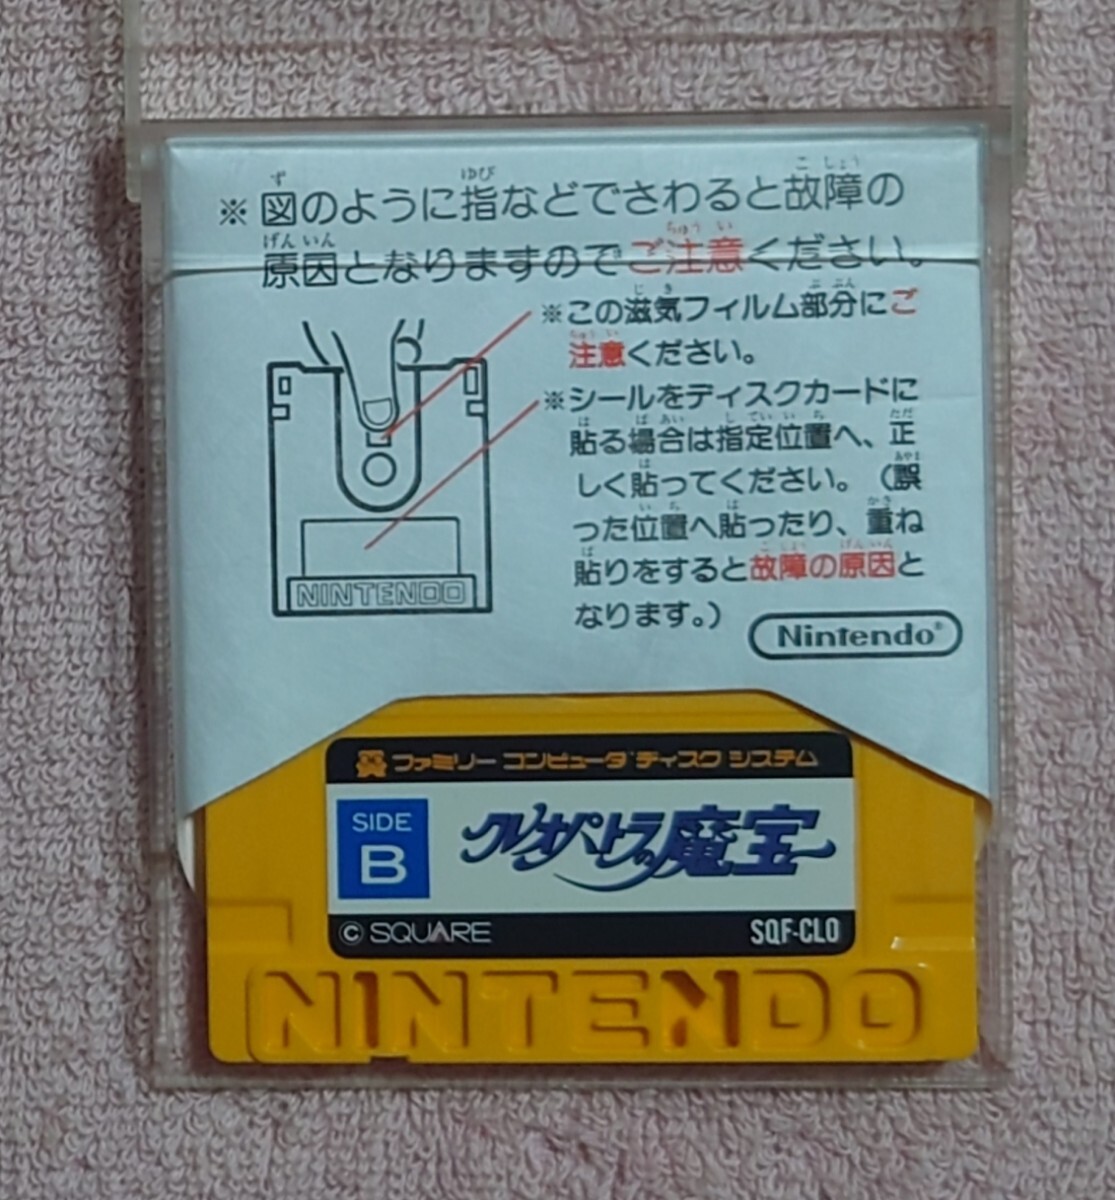 ※図のように指などでさわると故障の
原因となりますのでご注意ください。
※この滋気フィルム部分にご
注意ください。
※シールをディスクカードに
貼る場合は指定位置へ、正
しく貼ってください。（誤
った位置へ貼ったり、重ね
貼りをすると故障の原因と
なります。）
NINTENDO
Nintendo®
ファミリー コンピュータ ディスク システム
SIDE
B
クレオパトラの魔宝
© SQUARE
SQF-CLO
NINTENDO